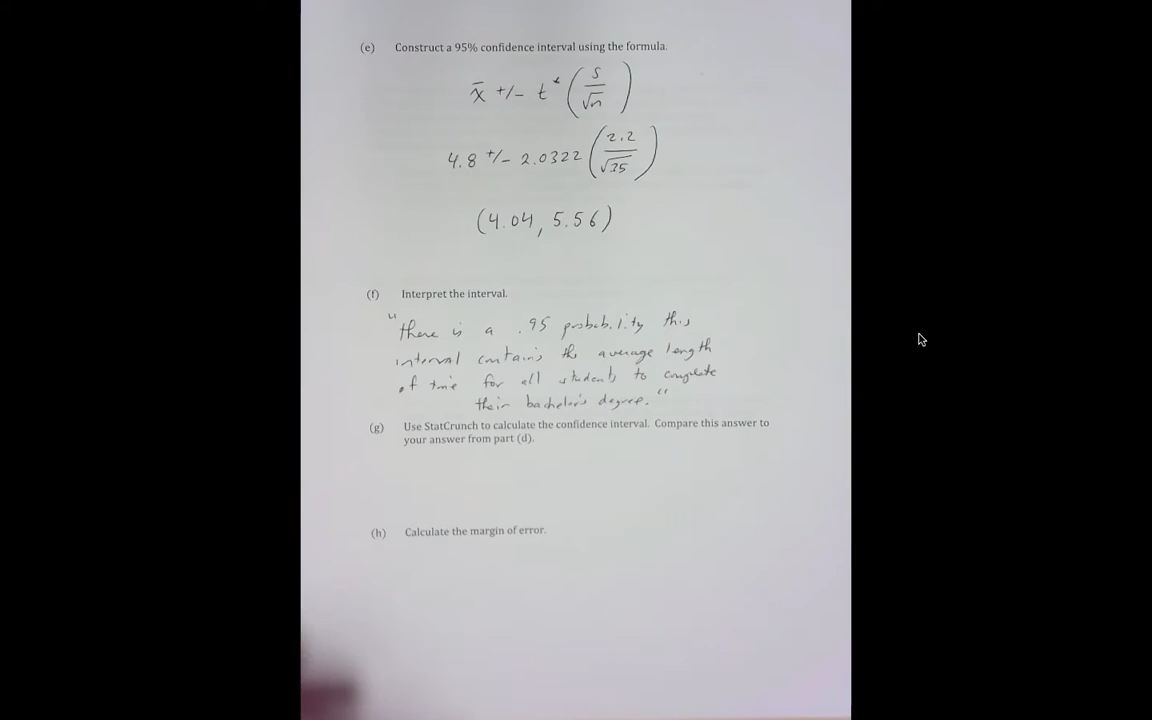 (e) Construct a 95% confidence interval using the formula.
x̄ +/- t* (s/√n)
4.8 +/- 2.0322 (2.2/√35)
(4.04, 5.56)
(f) Interpret the interval.
"there is a .95 probability this
interval contains the average length
of time for all students to complete
their bachelor's degree."
(g) Use StatCrunch to calculate the confidence interval. Compare this answer to
your answer from part (d).
(h) Calculate the margin of error.